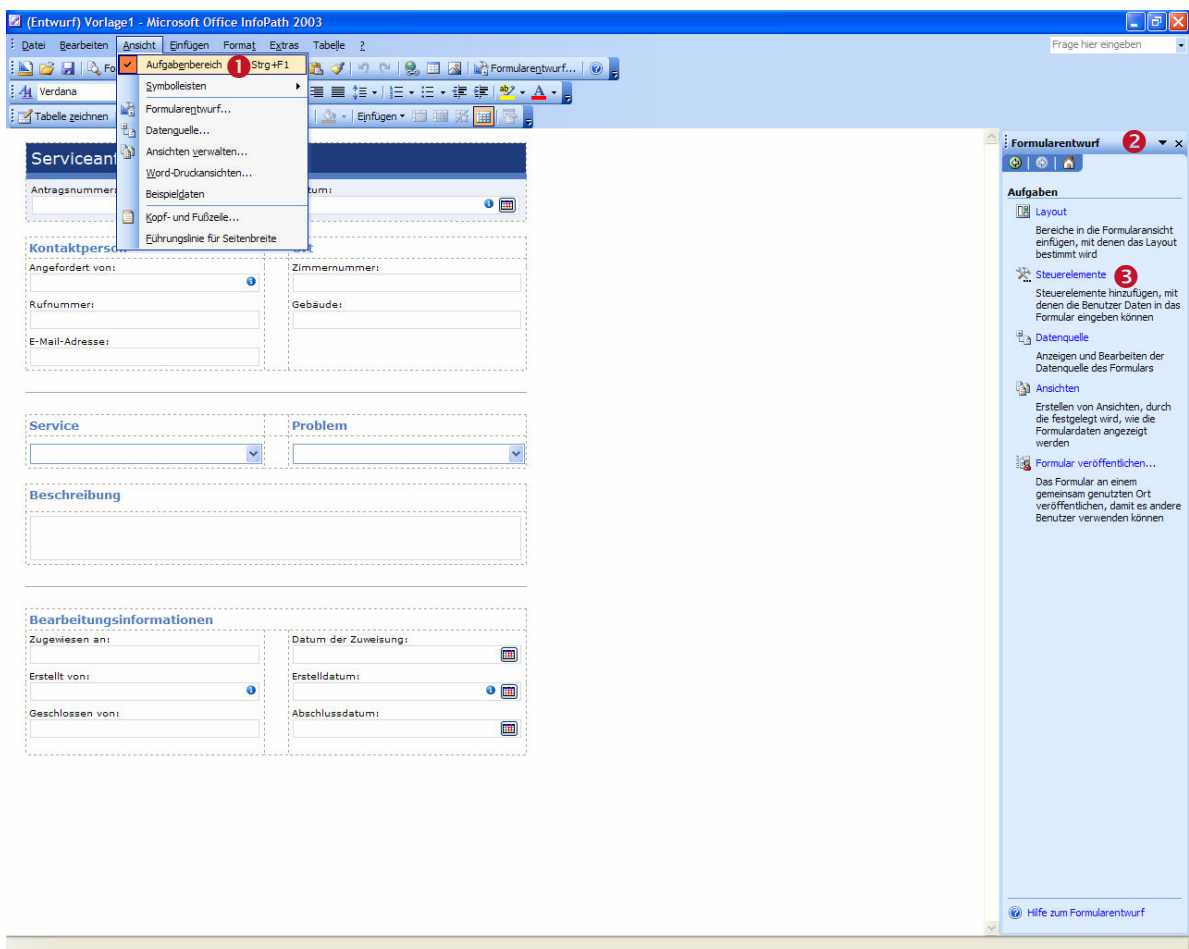 (Entwurf) Vorlage1 - Microsoft Office InfoPath 2003
Datei Bearbeiten Ansicht Einfügen Format Extras Tabelle ?
Frage hier eingeben
Aufgabenbereich 1 Strg+F1
Formularentwurf...
Verdana
Symbolleisten
Tabelle zeichnen
Einfügen
Formularentwurf...
Datenquelle...
Ansichten verwalten...
Word-Druckansichten...
Beispieldaten
Kopf- und Fußzeile...
Führungslinie für Seitenbreite
Antragsnummer:
Kontaktperson
Ort
Angefordert von:
Zimmernummer:
Rufnummer:
Gebäude:
E-Mail-Adresse:
Service
Problem
Beschreibung
Bearbeitungsinformationen
Zugewiesen an:
Datum der Zuweisung:
Erstellt von:
Erstelldatum:
Geschlossen von:
Abschlussdatum:
Formularentwurf 2
Aufgaben
Layout
Bereiche in die Formularansicht
einfügen, mit denen das Layout
bestimmt wird
Steuerelemente 3
Steuerelemente hinzufügen, mit
denen die Benutzer Daten in das
Formular eingeben können
Datenquelle
Anzeigen und Bearbeiten der
Datenquelle des Formulars
Ansichten
Erstellen von Ansichten, durch
die festgelegt wird, wie die
Formulardaten angezeigt
werden
Formular veröffentlichen...
Das Formular an einem
gemeinsam genutzten Ort
veröffentlichen, damit es andere
Benutzer verwenden können
Hilfe zum Formularentwurf